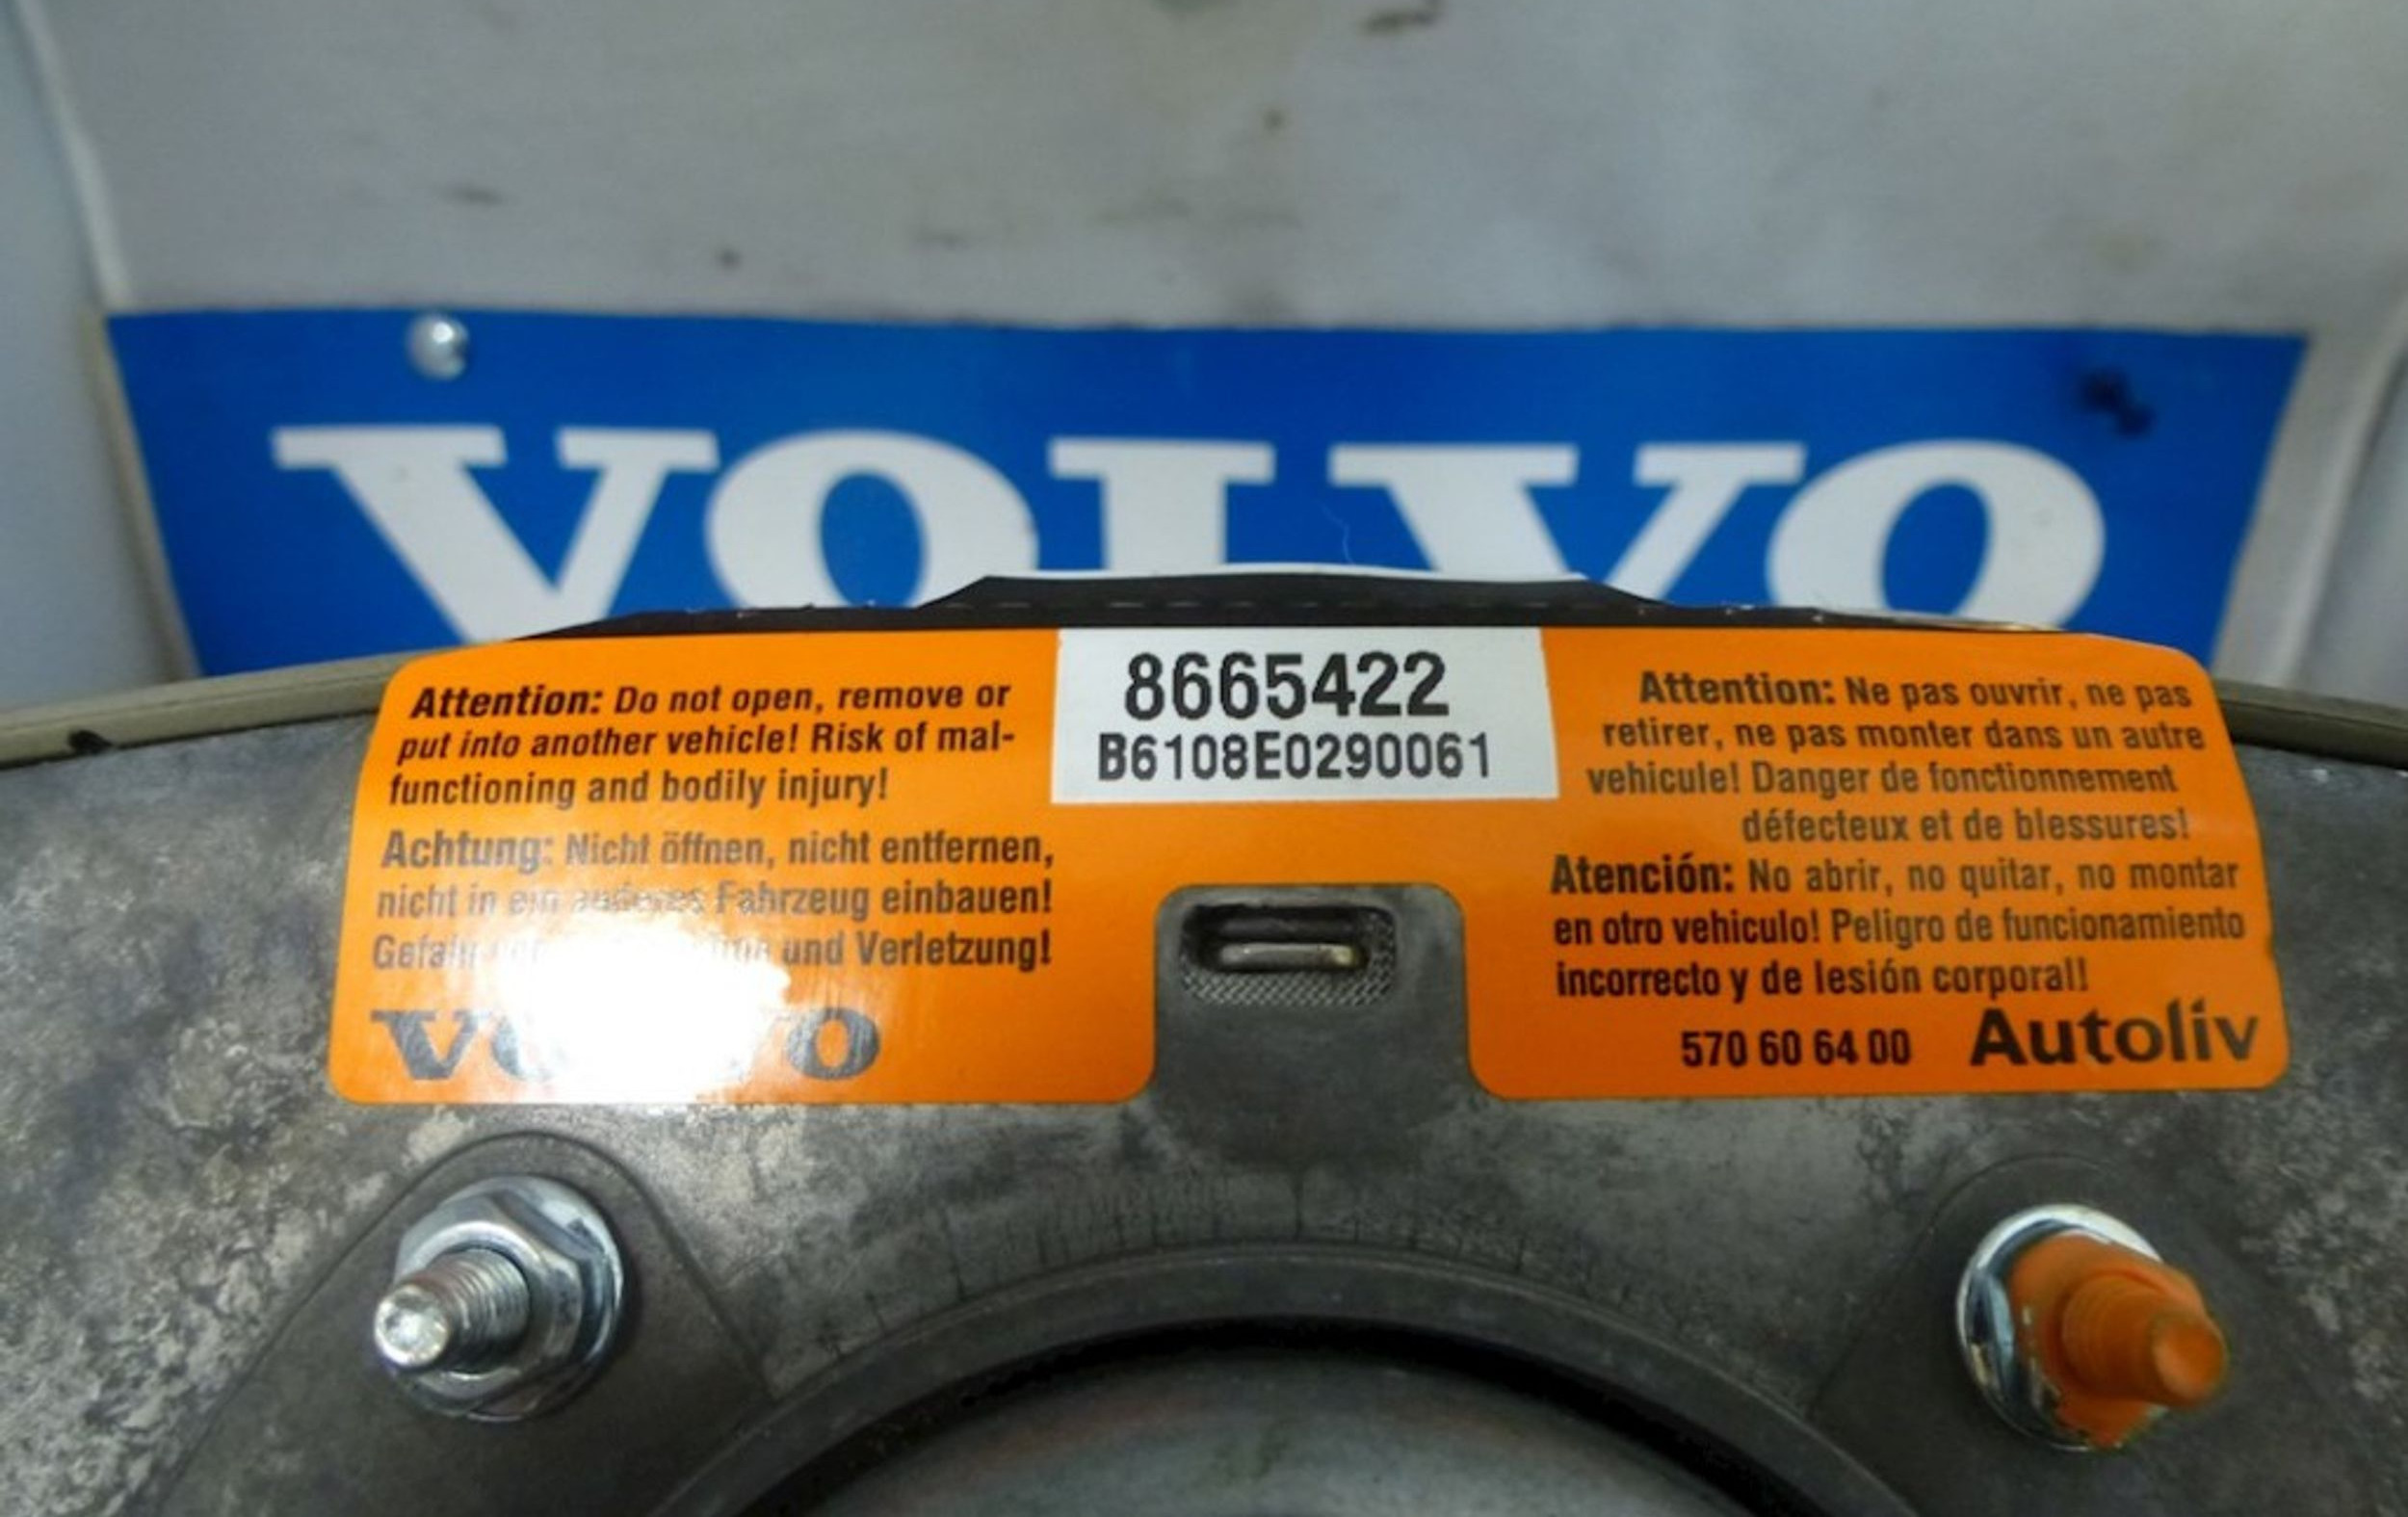 VOLVO
8665422
B6108E0290061
Attention: Do not open, remove or
put into another vehicle! Risk of mal-
functioning and bodily injury!
Achtung: Nicht öffnen, nicht entfernen,
nicht in ein anderes Fahrzeug einbauen!
Gefahr und Verletzung!
VOLVO
Attention: Ne pas ouvrir, ne pas
retirer, ne pas monter dans un autre
vehicule! Danger de fonctionnement
défecteux et de blessures!
Atención: No abrir, no quitar, no montar
en otro vehiculo! Peligro de funcionamiento
incorrecto y de lesión corporal!
570 60 64 00 Autoliv